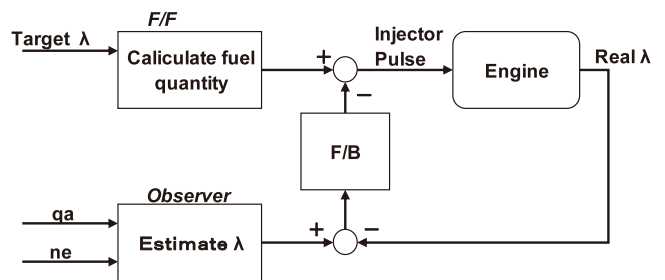 F/F
Target λ
Caliculate fuel
quantity
+
−
Injector
Pulse
Engine
Real λ
F/B
Observer
qa
ne
Estimate λ
+
−